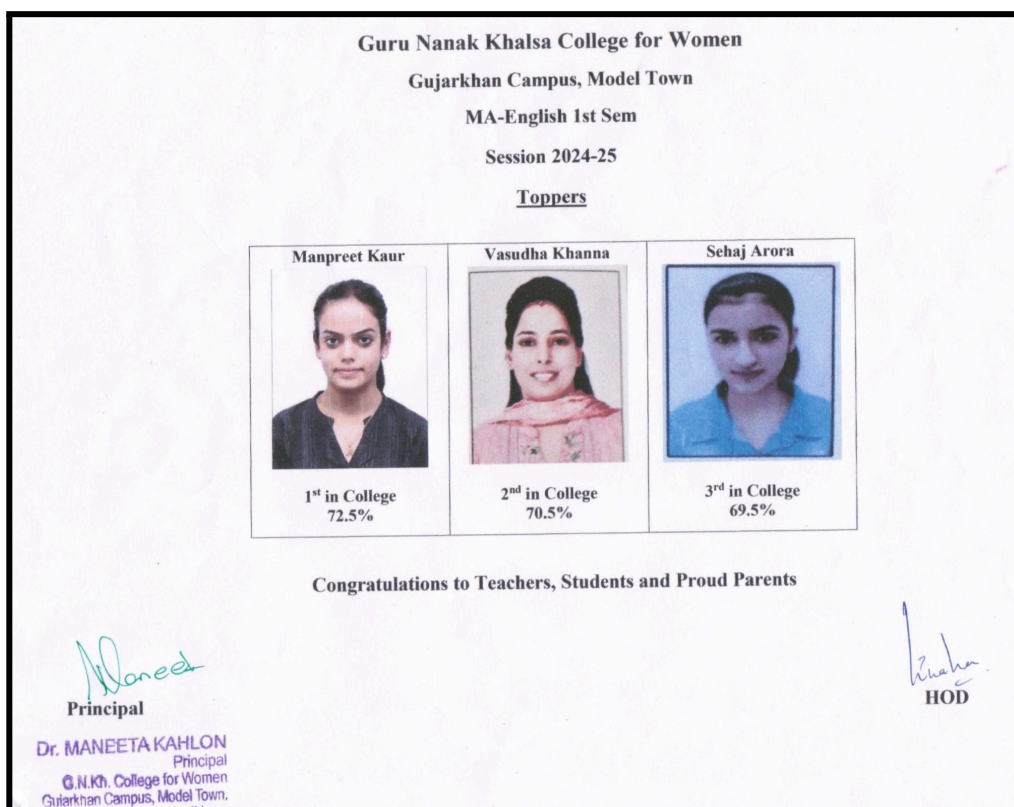 Guru Nanak Khalsa College for Women
Gujarkhan Campus, Model Town
MA-English 1st Sem
Session 2024-25
Toppers
Manpreet Kaur
Vasudha Khanna
Sehaj Arora
1st in College
72.5%
2nd in College
70.5%
3rd in College
69.5%
Congratulations to Teachers, Students and Proud Parents
Maneet
Principal
HOD
Dr. MANEETA KAHLON
Principal
G.N.Kh. College for Women
Gujarkhan Campus, Model Town,